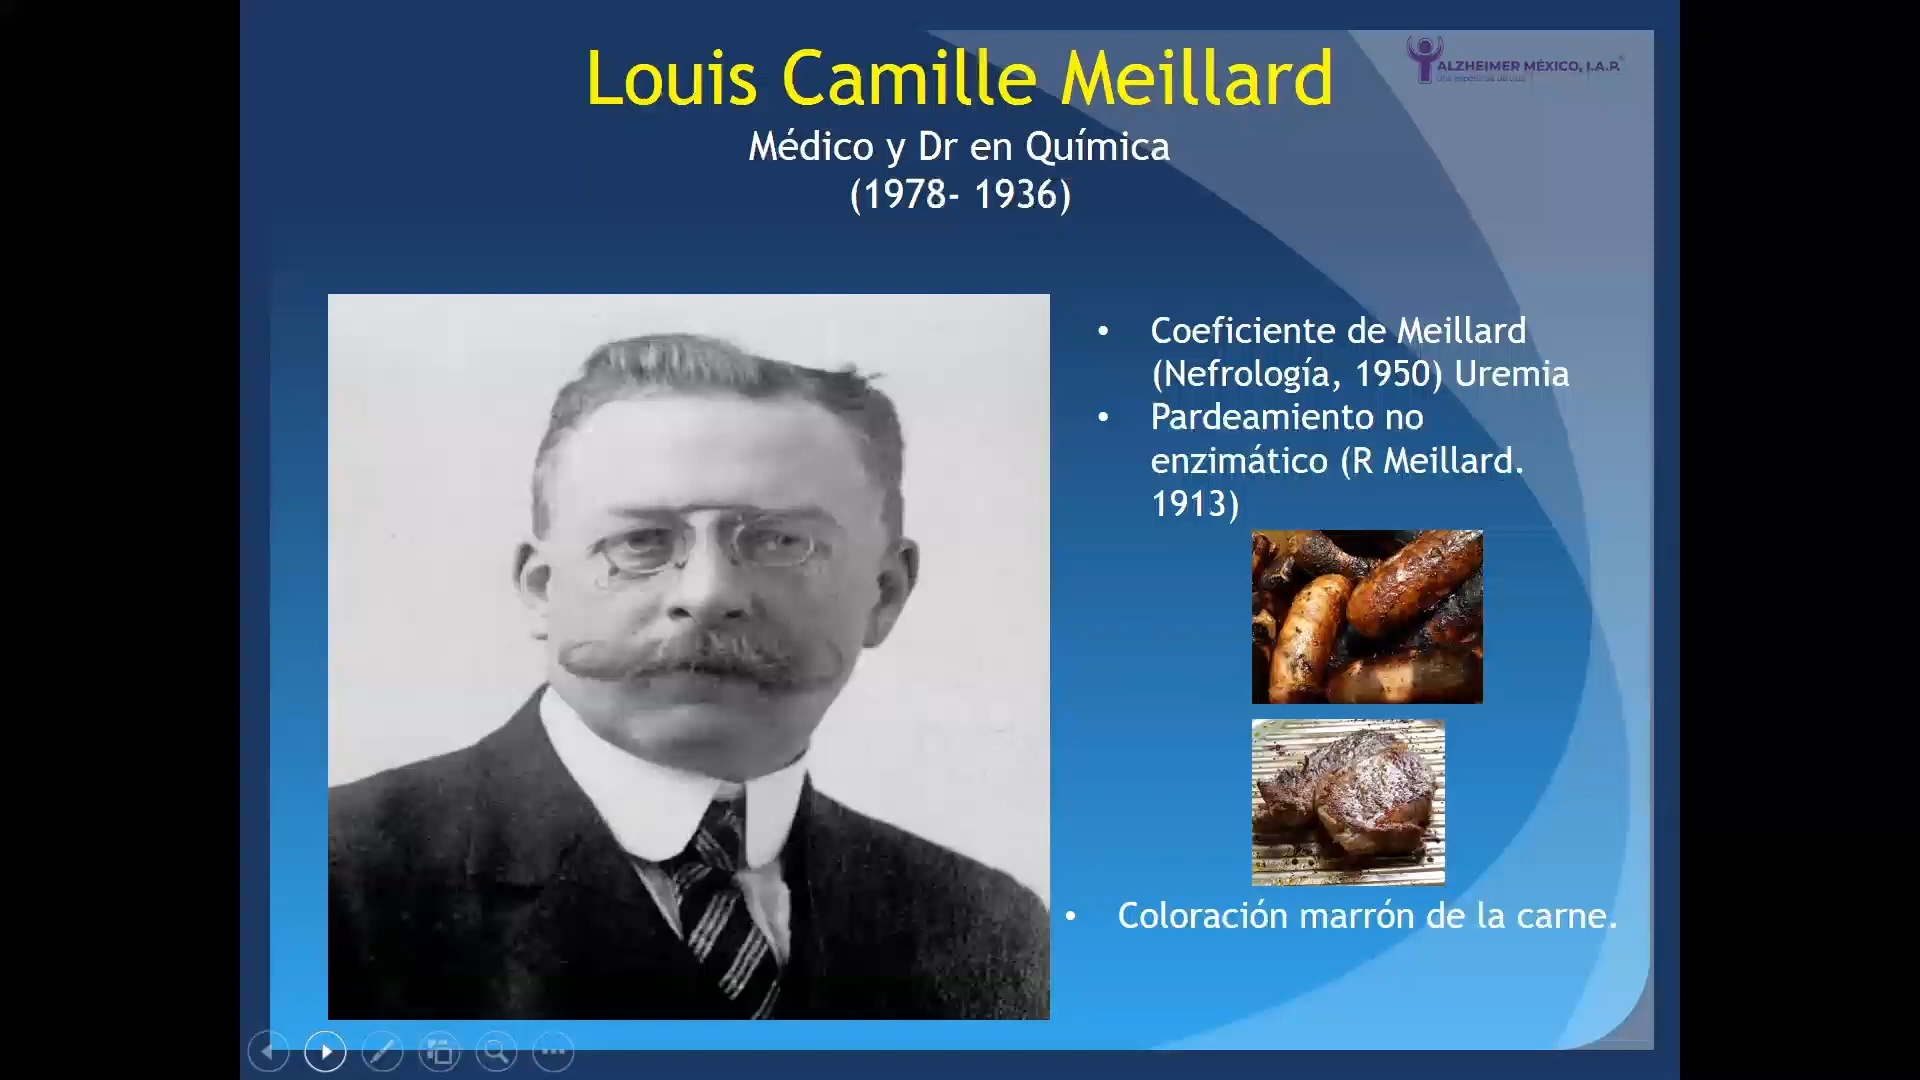 Louis Camille Meillard
ALZHEIMER MÉXICO, I.A.P.
Médico y Dr en Química
(1978- 1936)
• Coeficiente de Meillard
(Nefrología, 1950) Uremia
• Pardeamiento no
enzimático (R Meillard.
1913)
• Coloración marrón de la carne.